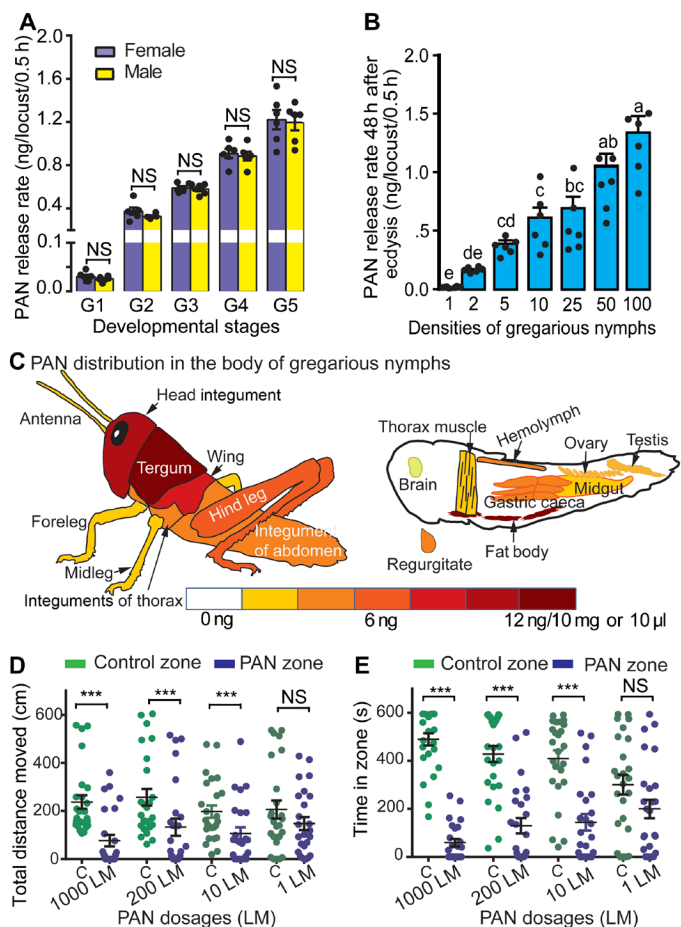 A
PAN release rate (ng/locust/0.5 h)
2.0
1.6
1.2
0.8
0.4
0.1
0.0
Female
Male
NS
NS
NS
NS
NS
G1 G2 G3 G4 G5
Developmental stages
B
PAN release rate 48 h after
ecdysis (ng/locust/0.5 h)
2.0
1.5
1.0
.5
0.0
e
de
cd
c
bc
ab
a
1 2 5 10 25 50 100
Densities of gregarious nymphs
C PAN distribution in the body of gregarious nymphs
Antenna
Head integument
Tergum
Wing
Hind leg
Foreleg
Integument
of abdomen
Midleg
Integuments of thorax
Thorax muscle
Hemolymph
Ovary
Testis
Brain
Midgut
Gastric caeca
Fat body
Regurgitate
0 ng 6 ng 12 ng/10 mg or 10 µl
D
Control zone PAN zone
Total distance moved (cm)
600
400
200
0
***
***
***
NS
C 1000 LM C 200 LM C 10 LM C 1 LM
PAN dosages (LM)
E
Control zone PAN zone
Time in zone (s)
600
400
200
0
***
***
***
NS
C 1000 LM C 200 LM C 10 LM C 1 LM
PAN dosages (LM)